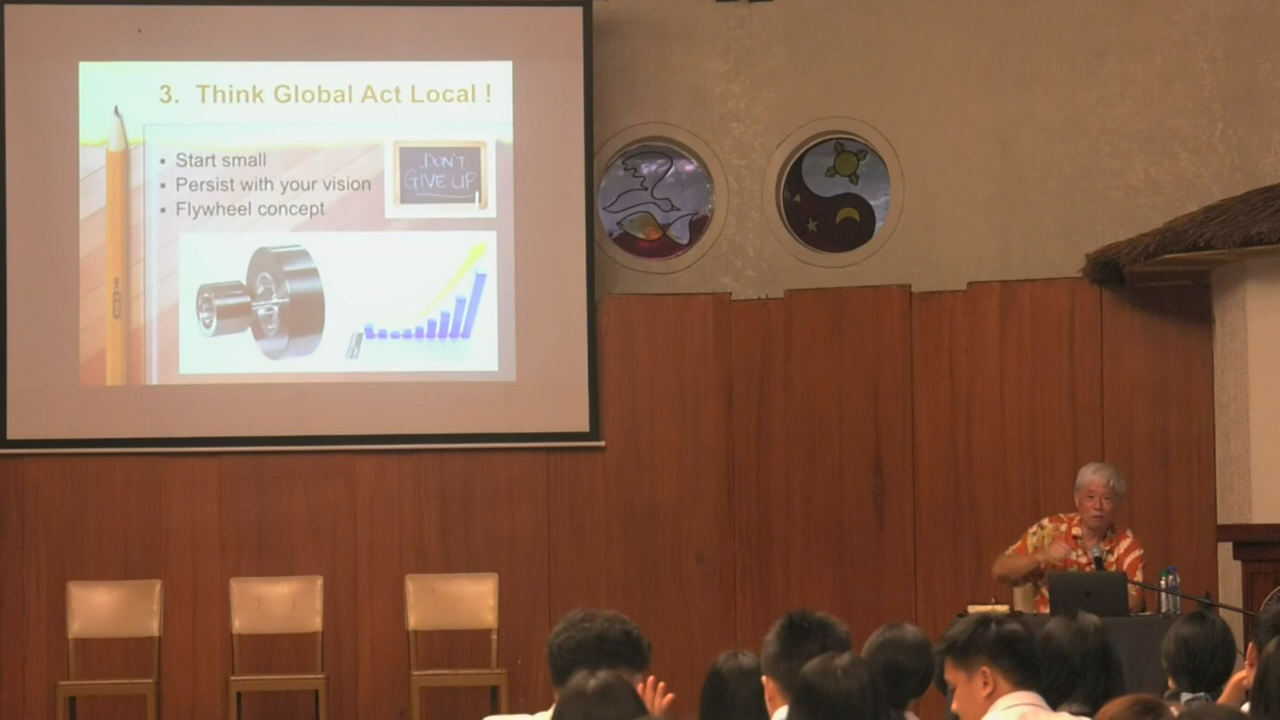 3. Think Global Act Local !
• Start small
• Persist with your vision
• Flywheel concept
DON'T
GIVE UP